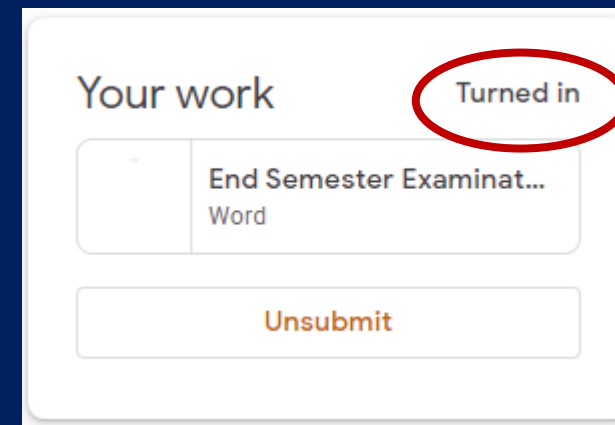 Your work
Turned in
End Semester Examinat...
Word
Unsubmit